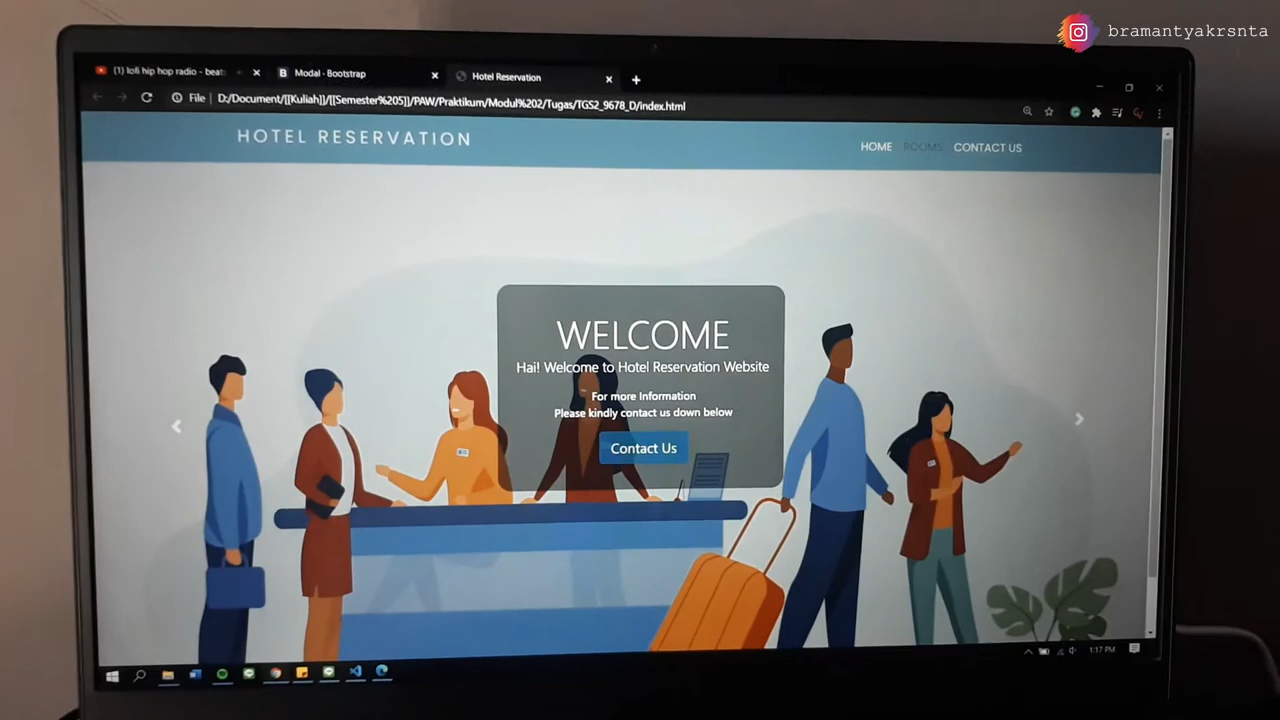 bramantyakrsnta
(1) lofi hip hop radio - beat
Modal · Bootstrap
Hotel Reservation
File | D:/Document/[[Kuliah]]/[[Semester%205]]/PAW/Praktikum/Modul%202/Tugas/TGS2_9678_D/index.html
HOTEL RESERVATION
HOME ROOMS CONTACT US
WELCOME
Hai! Welcome to Hotel Reservation Website
For more Information
Please kindly contact us down below
Contact Us
1:17 PM